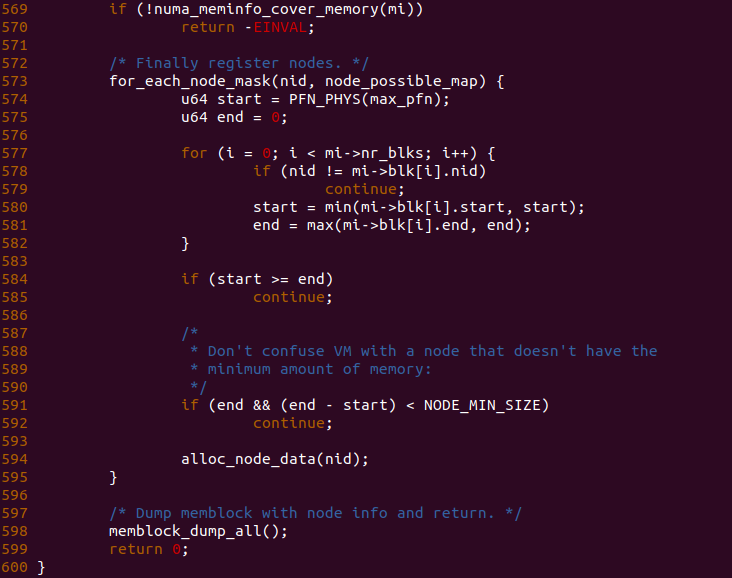 569         if (!numa_meminfo_cover_memory(mi))
570                 return -EINVAL;
571
572         /* Finally register nodes. */
573         for_each_node_mask(nid, node_possible_map) {
574                 u64 start = PFN_PHYS(max_pfn);
575                 u64 end = 0;
576
577                 for (i = 0; i < mi->nr_blks; i++) {
578                         if (nid != mi->blk[i].nid)
579                                 continue;
580                         start = min(mi->blk[i].start, start);
581                         end = max(mi->blk[i].end, end);
582                 }
583
584                 if (start >= end)
585                         continue;
586
587                 /*
588                  * Don't confuse VM with a node that doesn't have the
589                  * minimum amount of memory:
590                  */
591                 if (end && (end - start) < NODE_MIN_SIZE)
592                         continue;
593
594                 alloc_node_data(nid);
595         }
596
597         /* Dump memblock with node info and return. */
598         memblock_dump_all();
599         return 0;
600 }